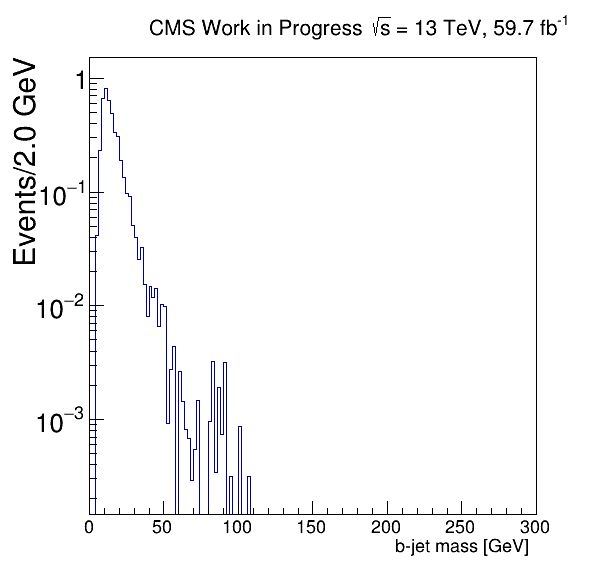 CMS Work in Progress √s = 13 TeV, 59.7 fb⁻¹
Events/2.0 GeV
1
10⁻¹
10⁻²
10⁻³
0 50 100 150 200 250 300
b-jet mass [GeV]